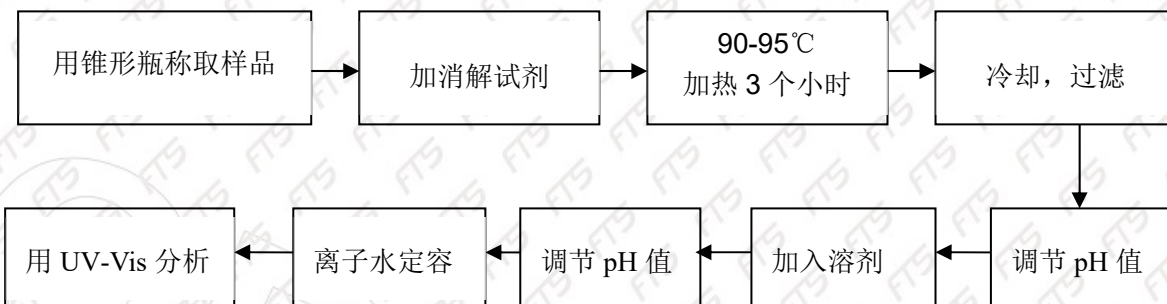 用锥形瓶称取样品
加消解试剂
90-95℃
加热 3 个小时
冷却，过滤
调节 pH 值
加入溶剂
调节 pH 值
离子水定容
用 UV-Vis 分析
FTS